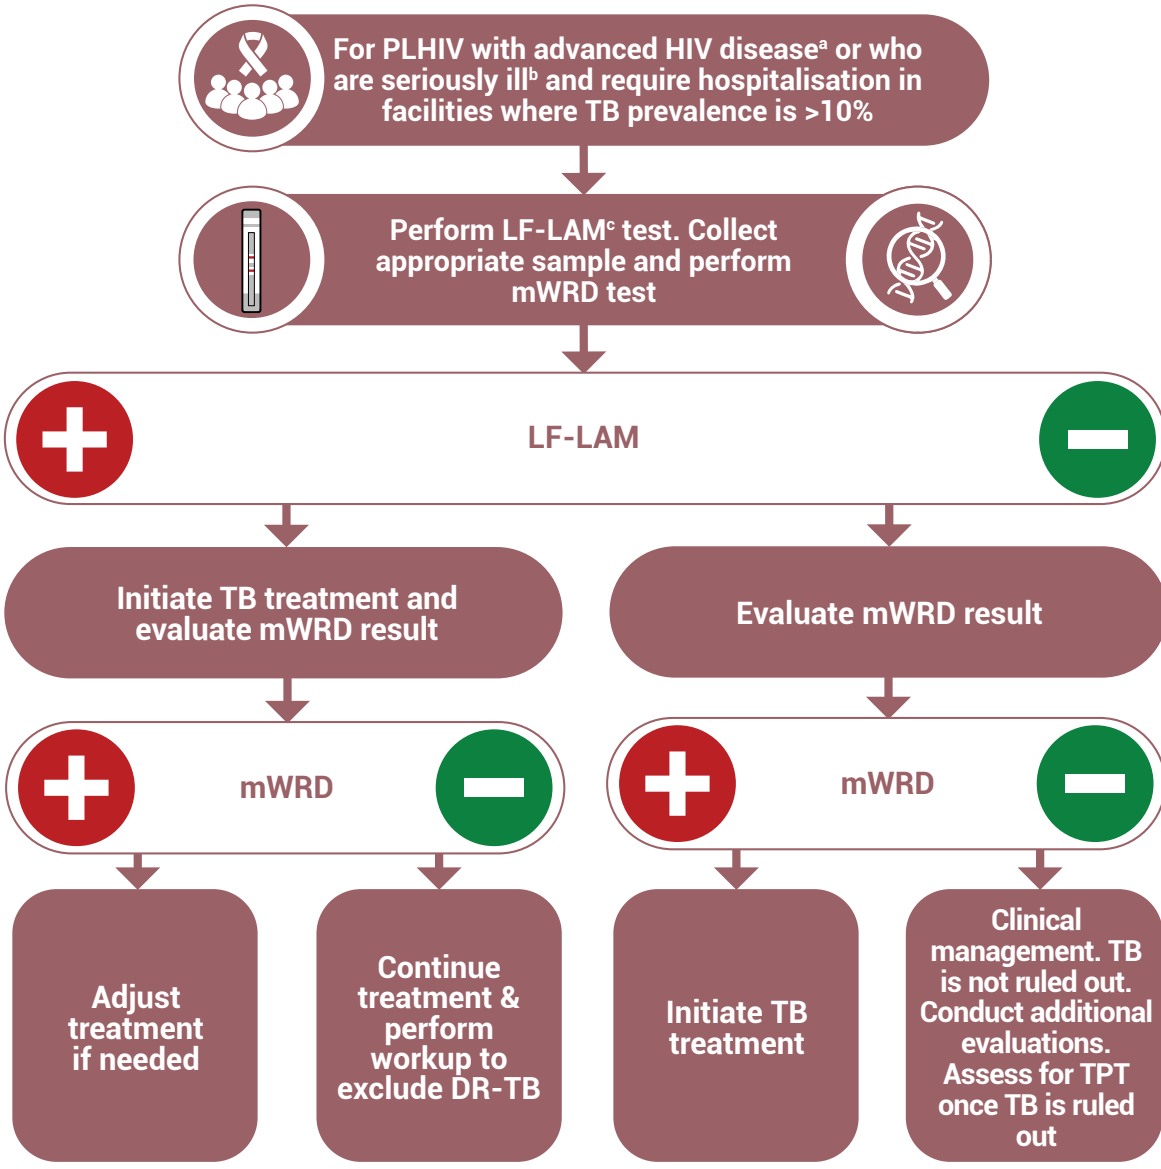 For PLHIV with advanced HIV diseaseᵃ or who
are seriously illᵇ and require hospitalisation in
facilities where TB prevalence is >10%
Perform LF-LAMᶜ test. Collect
appropriate sample and perform
mWRD test
LF-LAM
Initiate TB treatment and
evaluate mWRD result
Evaluate mWRD result
mWRD
mWRD
Adjust
treatment
if needed
Continue
treatment &
perform
workup to
exclude DR-TB
Initiate TB
treatment
Clinical
management. TB
is not ruled out.
Conduct additional
evaluations.
Assess for TPT
once TB is ruled
out